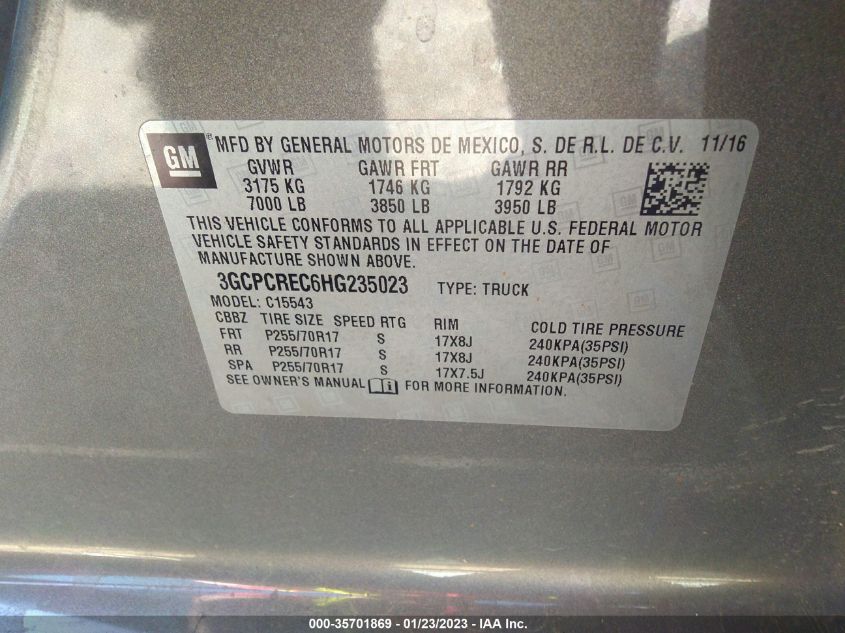 GM
® MFD BY GENERAL MOTORS DE MEXICO, S. DE R.L. DE C.V. 11/16
GVWR GAWR FRT GAWR RR
3175 KG 1746 KG 1792 KG
7000 LB 3850 LB 3950 LB
THIS VEHICLE CONFORMS TO ALL APPLICABLE U.S. FEDERAL MOTOR
VEHICLE SAFETY STANDARDS IN EFFECT ON THE DATE OF
MANUFACTURE SHOWN ABOVE.
3GCPCREC6HG235023 TYPE: TRUCK
MODEL: C15543
CBBZ TIRE SIZE SPEED RTG RIM COLD TIRE PRESSURE
FRT P255/70R17 S 17X8J 240KPA(35PSI)
RR P255/70R17 S 17X8J 240KPA(35PSI)
SPA P255/70R17 S 17X7.5J 240KPA(35PSI)
SEE OWNER'S MANUAL FOR MORE INFORMATION.
000-35701869 - 01/23/2023 - IAA Inc.